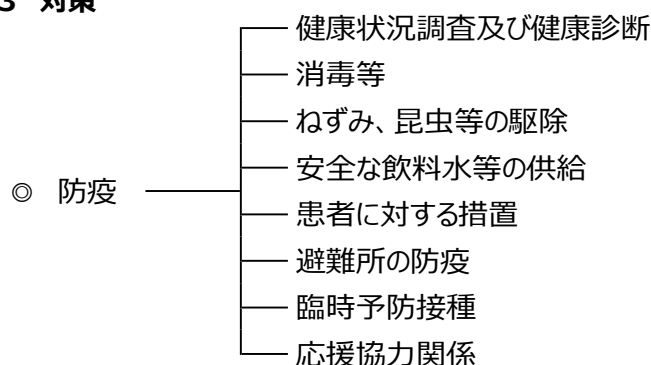 3 対策
健康状況調査及び健康診断
消毒等
ねずみ、昆虫等の駆除
安全な飲料水等の供給
◎ 防疫
患者に対する措置
避難所の防疫
臨時予防接種
応援協力関係